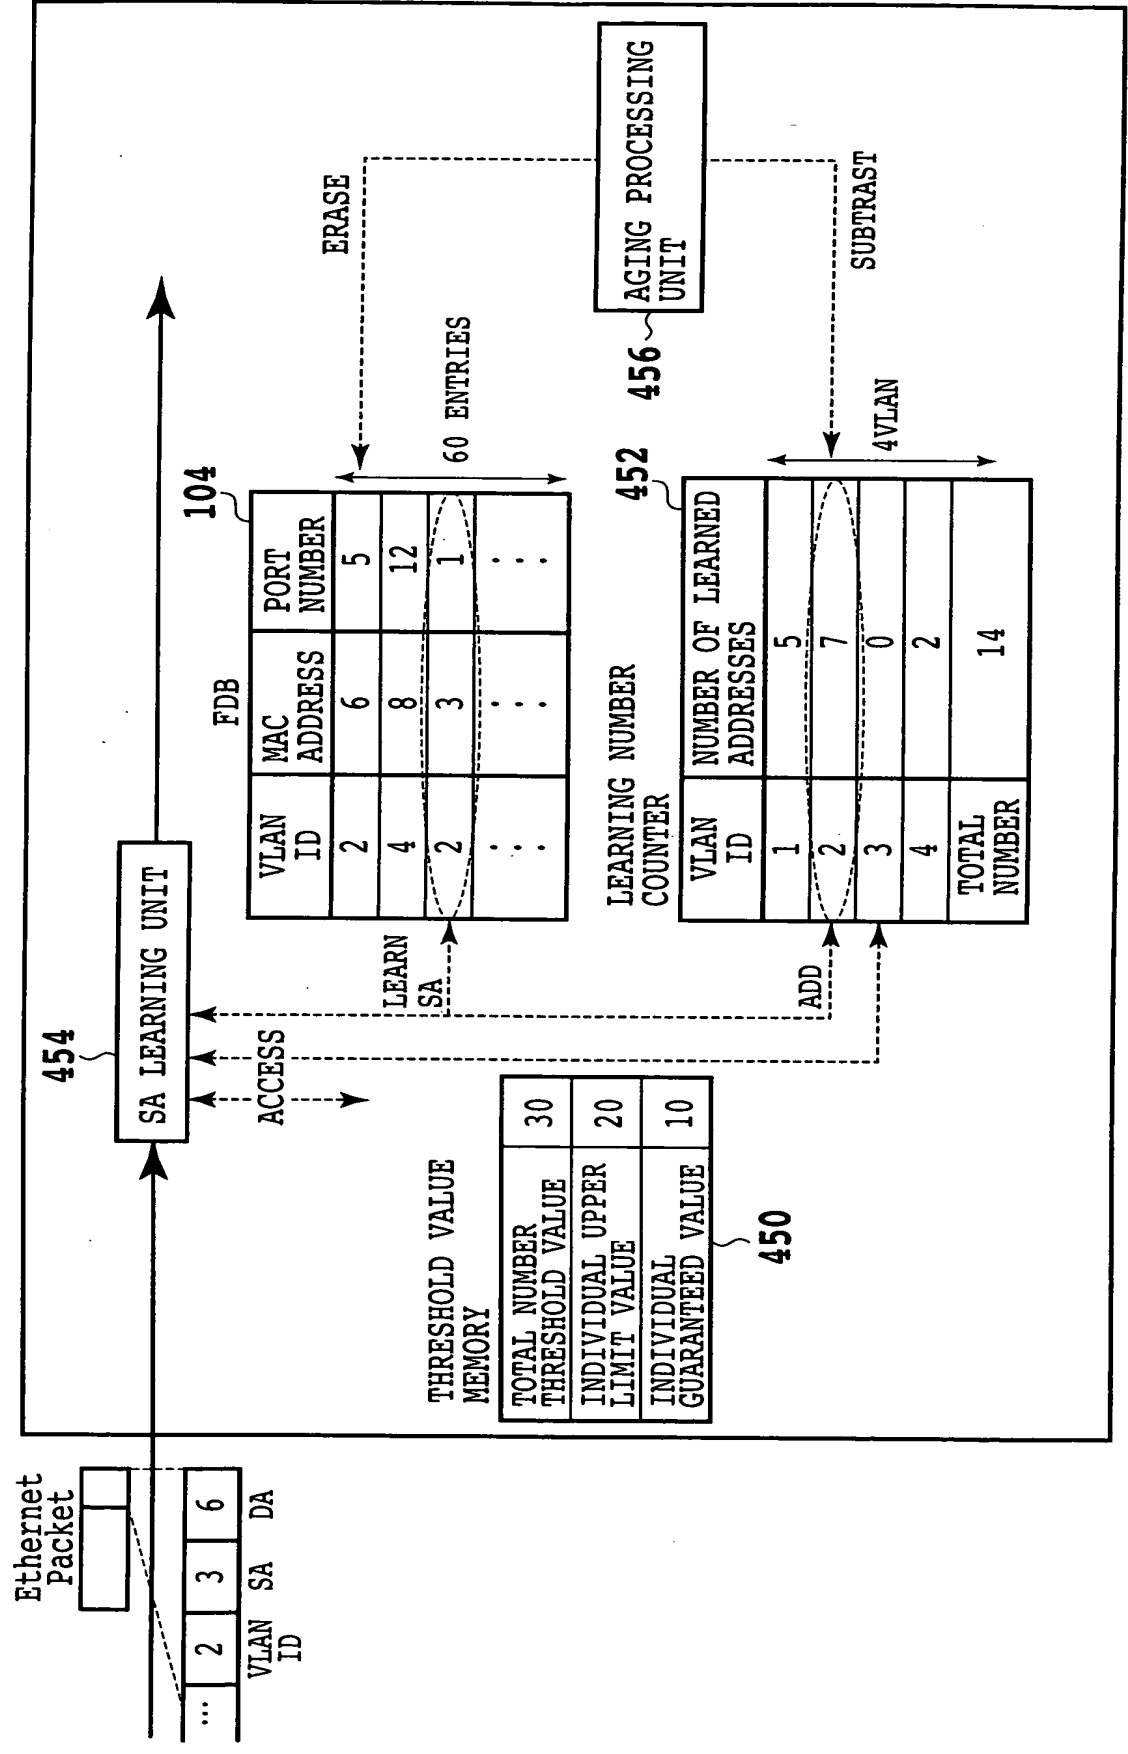 Ethernet
Packet
... 2 3 6
VLAN
ID
SA
DA
454
SA LEARNING UNIT
ACCESS
LEARN
SA
ADD
THRESHOLD VALUE
MEMORY
TOTAL NUMBER
THRESHOLD VALUE
30
INDIVIDUAL UPPER
LIMIT VALUE
20
INDIVIDUAL
GUARANTEED VALUE
10
450
FDB
104
VLAN
ID
MAC
ADDRESS
PORT
NUMBER
2 6 5
4 8 12
2 3 1
... ... ...
60 ENTRIES
ERASE
LEARNING NUMBER
COUNTER
452
VLAN
ID
NUMBER OF LEARNED
ADDRESSES
1 5
2 7
3 0
4 2
TOTAL
NUMBER
14
4VLAN
SUBTRAST
456
AGING PROCESSING
UNIT